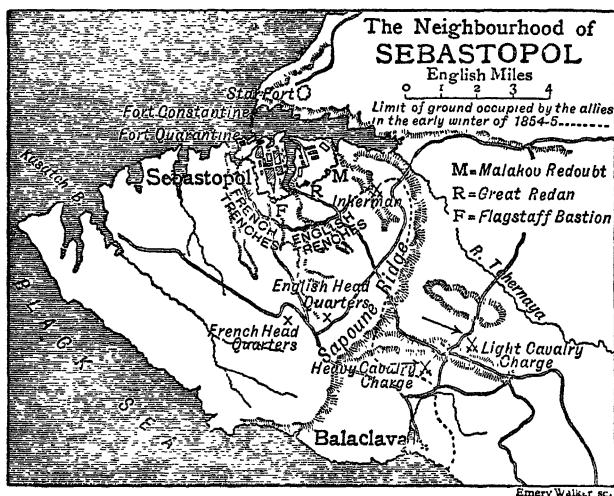 The Neighbourhood of
SEBASTOPOL
English Miles
0 1 2 3 4
Limit of ground occupied by the allies
in the early winter of 1854-5
M=Malakov Redoubt
R=Great Redan
F=Flagstaff Bastion
Star Fort
Fort Constantine
Fort Quarantine
Kasatch B.
Sebastopol
M
R
Inkerman
F
FRENCH
TRENCHES
ENGLISH
TRENCHES
R. Tchernaya
English Head
Quarters
French Head
Quarters
Sapoune Ridge
Light Cavalry
Charge
Heavy Cavalry
Charge
BLACK SEA
Balaclava
Emery Walker sc.